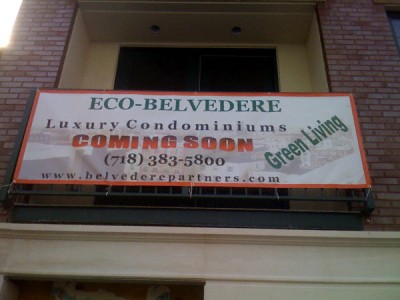 ECO-BELVEDERE
Luxury Condominiums
COMING SOON
Green Living
(718) 383-5800
www.belvederepartners.com